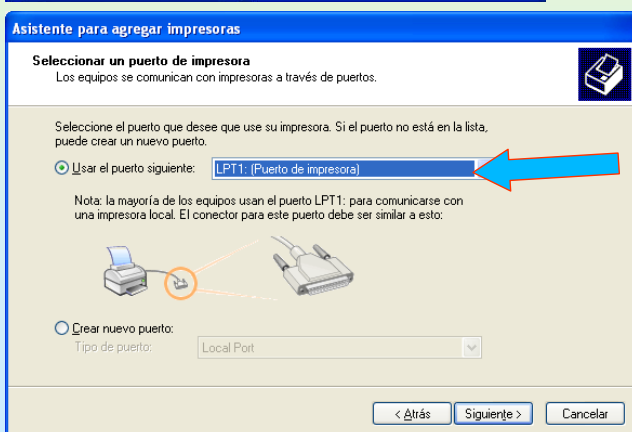 Asistente para agregar impresoras
Seleccionar un puerto de impresora
Los equipos se comunican con impresoras a través de puertos.
Seleccione el puerto que desee que use su impresora. Si el puerto no está en la lista,
puede crear un nuevo puerto.
Usar el puerto siguiente: LPT1: (Puerto de impresora)
Nota: la mayoría de los equipos usan el puerto LPT1: para comunicarse con
una impresora local. El conector para este puerto debe ser similar a esto:
Crear nuevo puerto:
Tipo de puerto: Local Port
< Atrás Siguiente > Cancelar